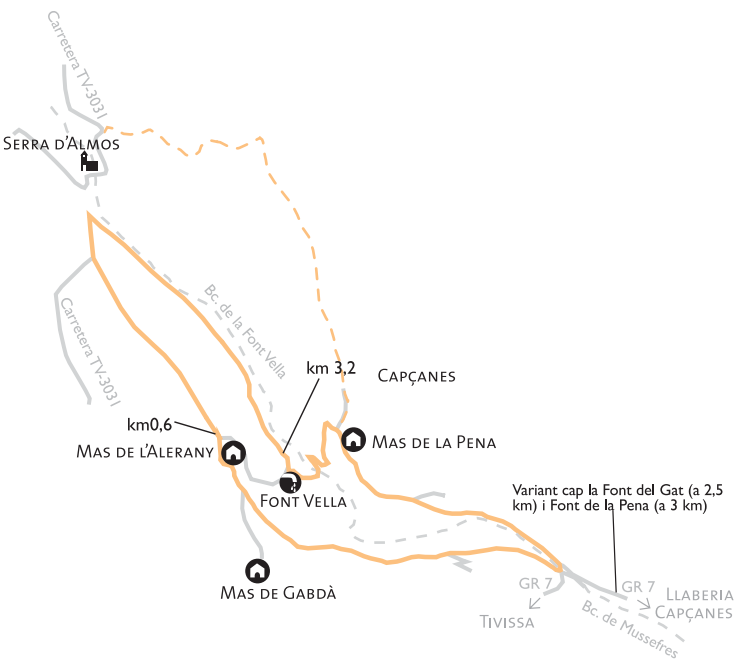 Carretera TV-3031
Serra d'Almos
Bc. de la Font Vella
Carretera TV-3031
km 3,2
Capçanes
km0,6
Mas de l'Alerany
Mas de la Pena
Font Vella
Variant cap la Font del Gat (a 2,5
km) i Font de la Pena (a 3 km)
Mas de Gabdà
GR 7
GR 7
Llaberia
Capçanes
Tivissa
Bc. de Mussefres